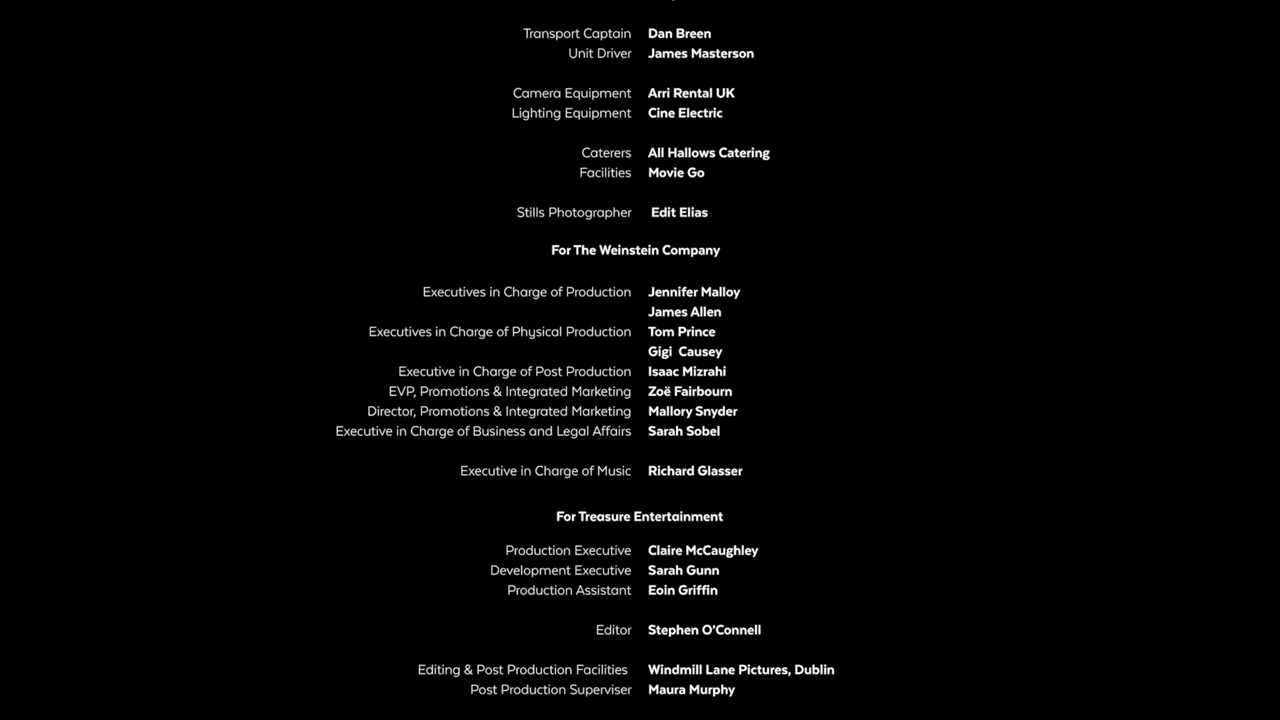 Transport Captain Dan Breen
Unit Driver James Masterson
Camera Equipment Arri Rental UK
Lighting Equipment Cine Electric
Caterers All Hallows Catering
Facilities Movie Go
Stills Photographer Edit Elias
For The Weinstein Company
Executives in Charge of Production Jennifer Malloy
James Allen
Executives in Charge of Physical Production Tom Prince
Gigi Causey
Executive in Charge of Post Production Isaac Mizrahi
EVP, Promotions & Integrated Marketing Zoë Fairbourn
Director, Promotions & Integrated Marketing Mallory Snyder
Executive in Charge of Business and Legal Affairs Sarah Sobel
Executive in Charge of Music Richard Glasser
For Treasure Entertainment
Production Executive Claire McCaughley
Development Executive Sarah Gunn
Production Assistant Eoin Griffin
Editor Stephen O'Connell
Editing & Post Production Facilities Windmill Lane Pictures, Dublin
Post Production Superviser Maura Murphy